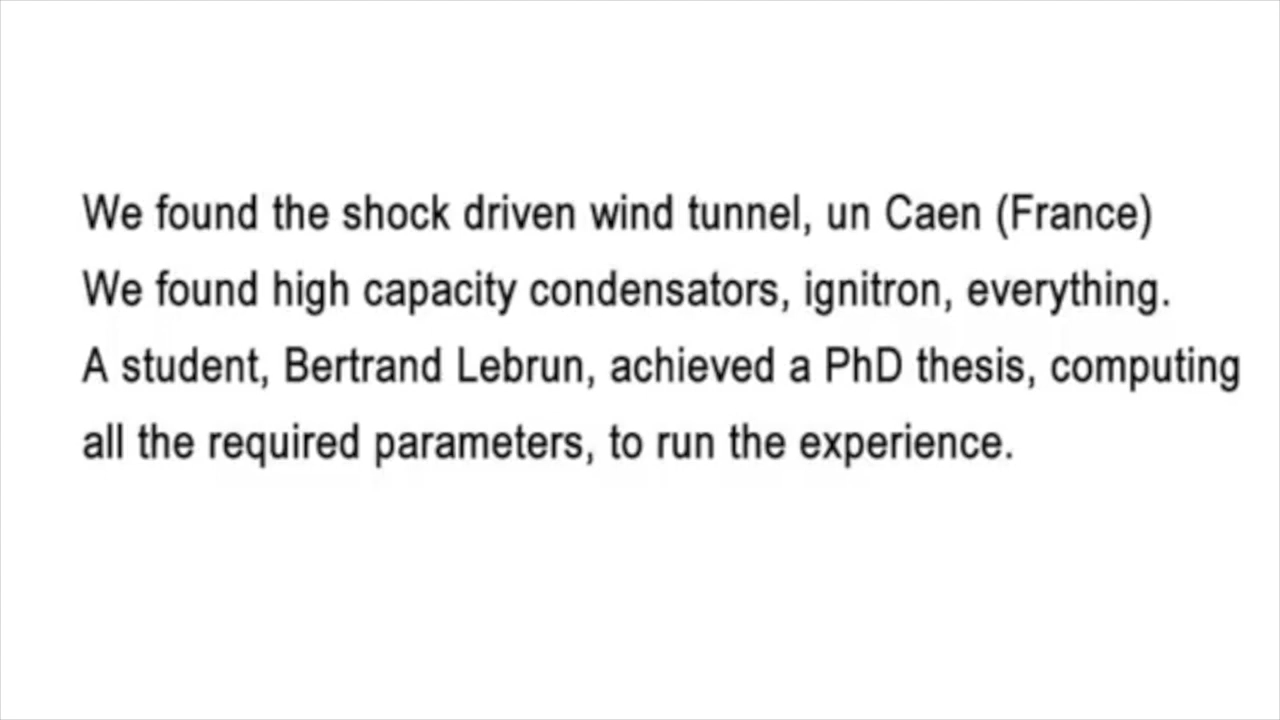 We found the shock driven wind tunnel, un Caen (France)
We found high capacity condensators, ignitron, everything.
A student, Bertrand Lebrun, achieved a PhD thesis, computing
all the required parameters, to run the experience.